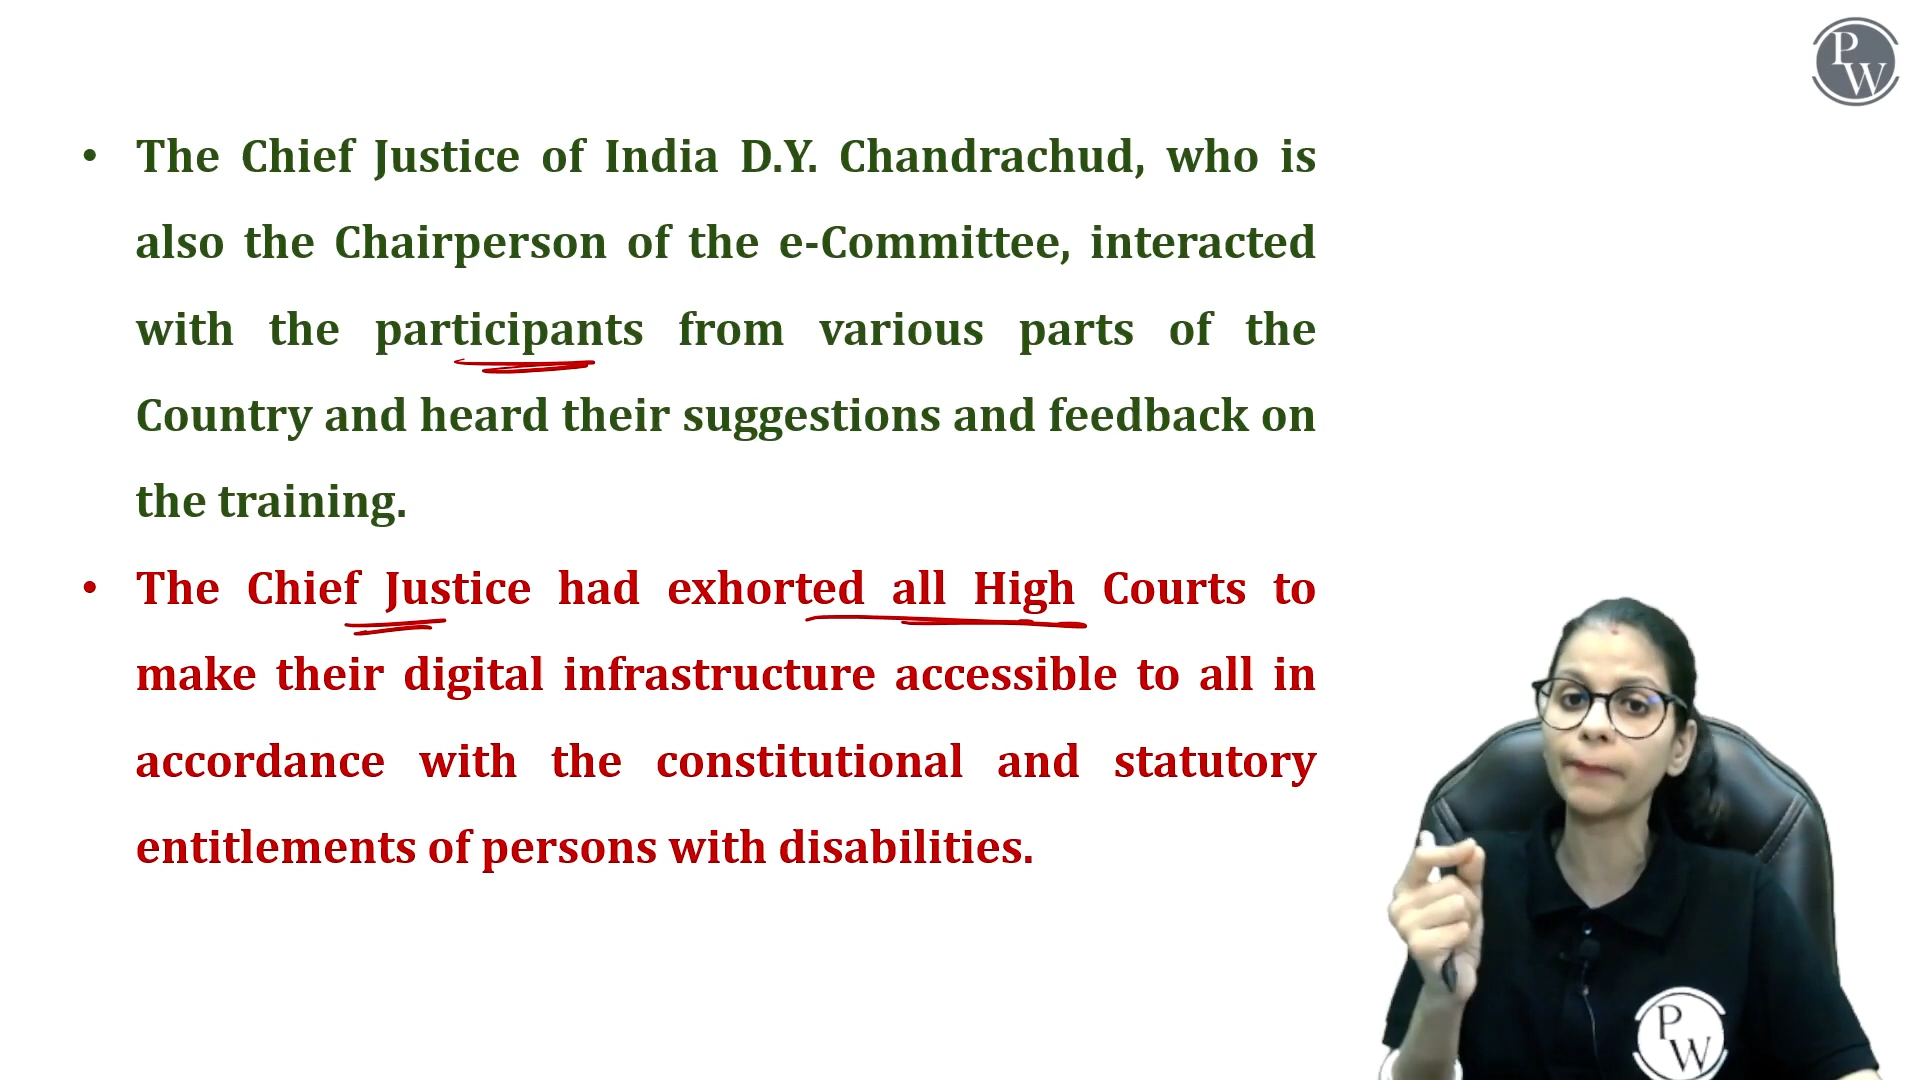 PW
• The Chief Justice of India D.Y. Chandrachud, who is
also the Chairperson of the e-Committee, interacted
with the participants from various parts of the
Country and heard their suggestions and feedback on
the training.
• The Chief Justice had exhorted all High Courts to
make their digital infrastructure accessible to all in
accordance with the constitutional and statutory
entitlements of persons with disabilities.
PW